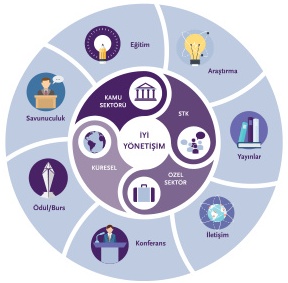 Eğitim
Araştırma
KAMU
SEKTÖRÜ
STK
Savunuculuk
İYİ
YÖNETİŞİM
Yayınlar
KÜRESEL
ÖZEL
SEKTÖR
Ödül/Burs
İletişim
Konferans